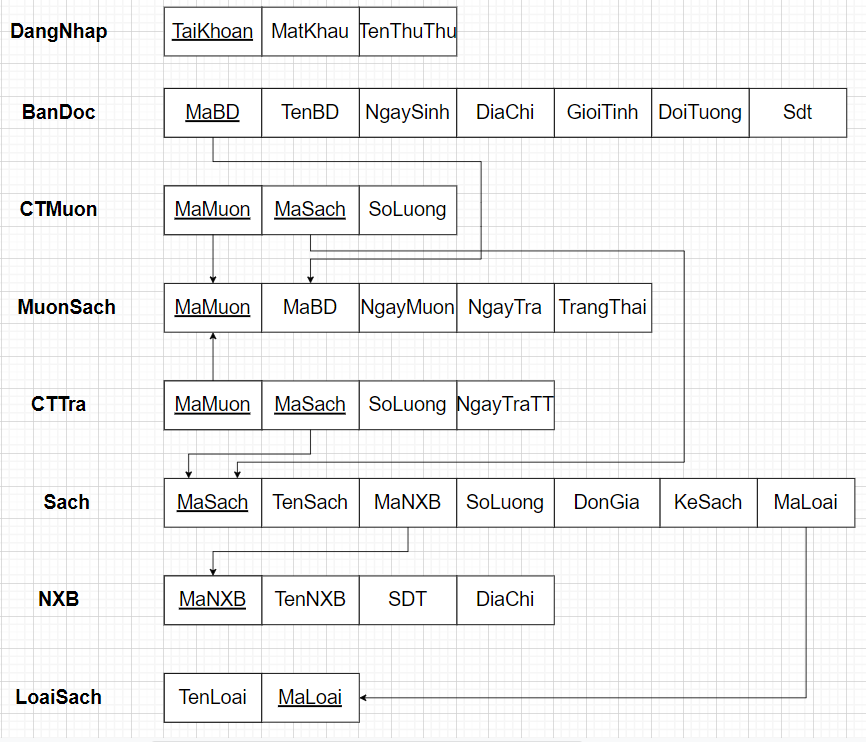 DangNhap TaiKhoan MatKhau TenThuThu
BanDoc MaBD TenBD NgaySinh DiaChi GioiTinh DoiTuong Sdt
CTMuon MaMuon MaSach SoLuong
MuonSach MaMuon MaBD NgayMuon NgayTra TrangThai
CTTra MaMuon MaSach SoLuong NgayTraTT
Sach MaSach TenSach MaNXB SoLuong DonGia KeSach MaLoai
NXB MaNXB TenNXB SDT DiaChi
LoaiSach TenLoai MaLoai